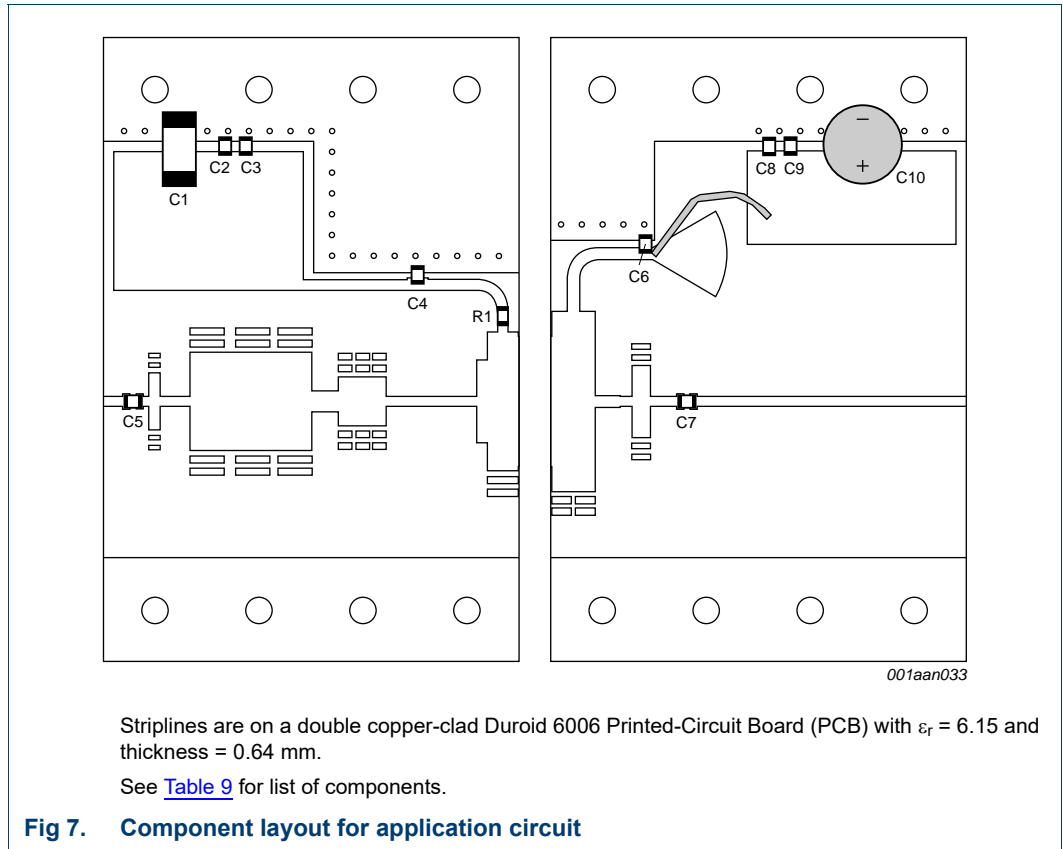 −
C2 C3
C8 C9
+
C10
C1
C6
C4
R1
C5
C7
001aan033
Striplines are on a double copper-clad Duroid 6006 Printed-Circuit Board (PCB) with εr = 6.15 and
thickness = 0.64 mm.
See Table 9 for list of components.
Fig 7. Component layout for application circuit